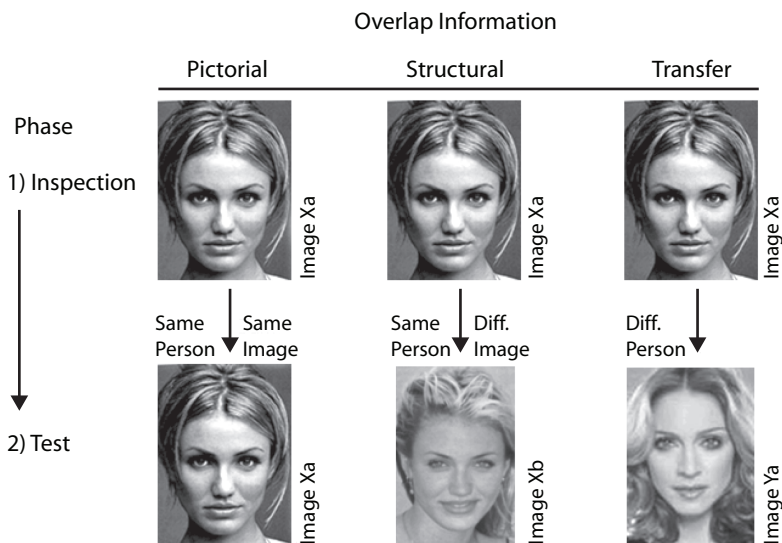 Overlap Information
Pictorial Structural Transfer
Phase
1) Inspection
Image Xa
Image Xa
Image Xa
Same Same
Person Image
Same Diff.
Person Image
Diff.
Person
2) Test
Image Xa
Image Xb
Image Ya